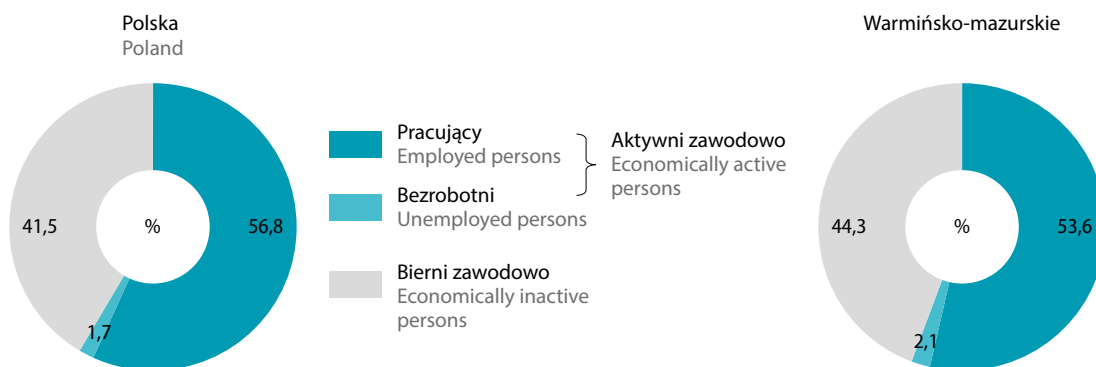 Polska
Poland
41,5
%
56,8
1,7
Pracujący
Employed persons
Bezrobotni
Unemployed persons
Bierni zawodowo
Economically inactive
persons
Aktywni zawodowo
Economically active
persons
Warmińsko-mazurskie
44,3
%
53,6
2,1